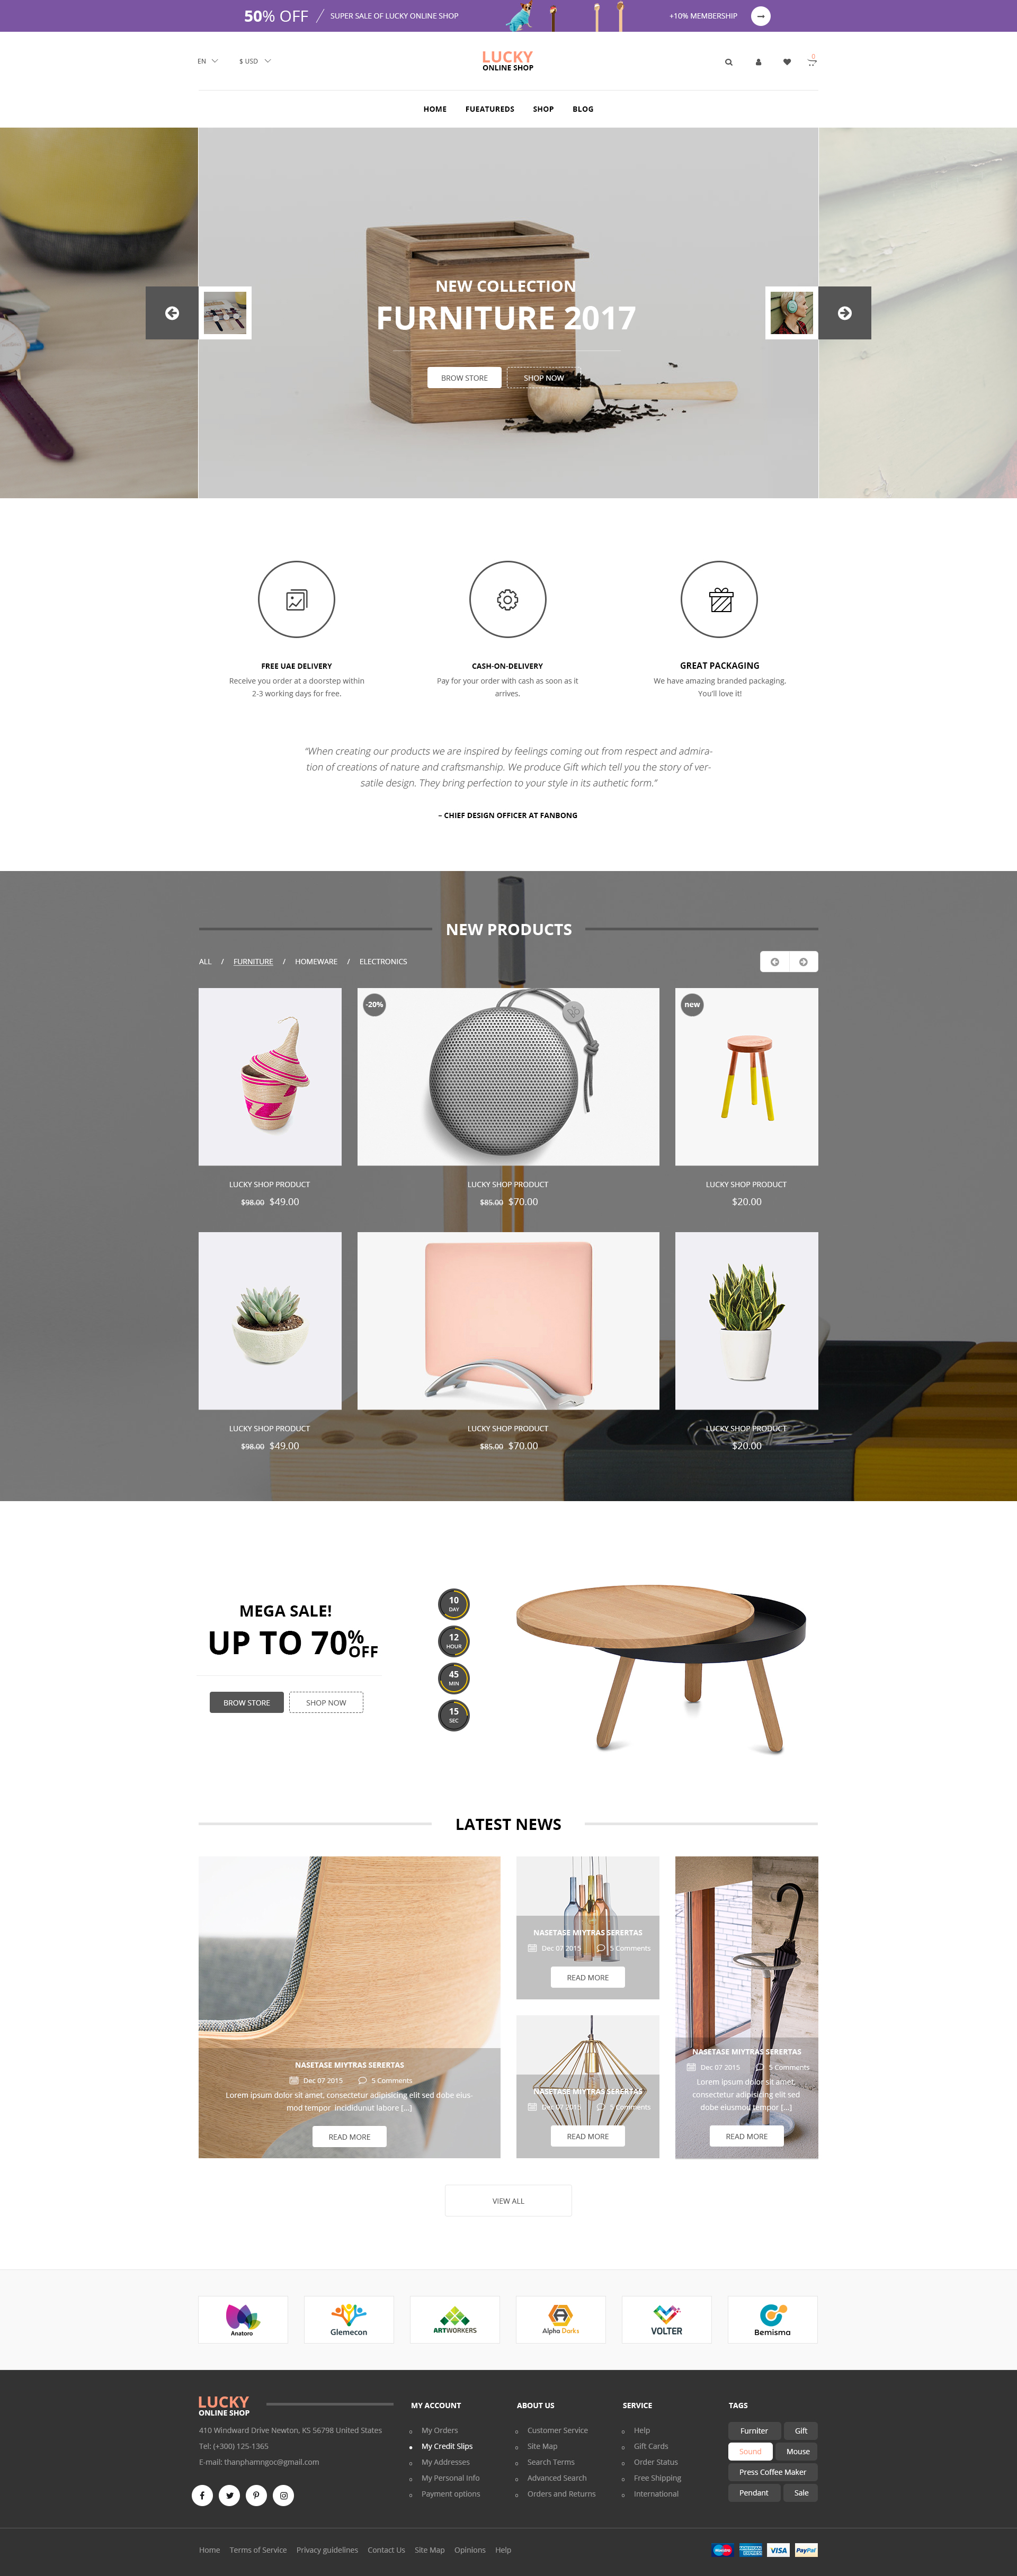 50% OFF / SUPER SALE OF LUCKY ONLINE SHOP +10% MEMBERSHIP
EN $ USD
LUCKY
ONLINE SHOP
0
HOME FUEATUREDS SHOP BLOG
NEW COLLECTION
FURNITURE 2017
BROW STORE SHOP NOW
FREE UAE DELIVERY
Receive you order at a doorstep within
2-3 working days for free.
CASH-ON-DELIVERY
Pay for your order with cash as soon as it
arrives.
GREAT PACKAGING
We have amazing branded packaging.
You'll love it!
"When creating our products we are inspired by feelings coming out from respect and admira-
tion of creations of nature and craftsmanship. We produce Gift which tell you the story of ver-
satile design. They bring perfection to your style in its authetic form."
– CHIEF DESIGN OFFICER AT FANBONG
NEW PRODUCTS
ALL / FURNITURE / HOMEWARE / ELECTRONICS
-20%
new
LUCKY SHOP PRODUCT
$98.00 $49.00
LUCKY SHOP PRODUCT
$85.00 $70.00
LUCKY SHOP PRODUCT
$20.00
LUCKY SHOP PRODUCT
$98.00 $49.00
LUCKY SHOP PRODUCT
$85.00 $70.00
LUCKY SHOP PRODUCT
$20.00
MEGA SALE!
UP TO 70% OFF
BROW STORE SHOP NOW
10
DAY
12
HOUR
45
MIN
15
SEC
LATEST NEWS
NASETASE MIYTRAS SERERTAS
Dec 07 2015 5 Comments
Lorem ipsum dolor sit amet, consectetur adipisicing elit sed dobe eius-
mod tempor incididunut labore [...]
READ MORE
NASETASE MIYTRAS SERERTAS
Dec 07 2015 5 Comments
READ MORE
NASETASE MIYTRAS SERERTAS
Dec 07 2015 5 Comments
READ MORE
NASETASE MIYTRAS SERERTAS
Dec 07 2015 5 Comments
Lorem ipsum dolor sit amet,
consectetur adipisicing elit sed
dobe eiusmou tempor [...]
READ MORE
VIEW ALL
Anatoro
Glemecon
ARTWORKERS
Alpha Darks
VOLTER
Bemisma
LUCKY
ONLINE SHOP
410 Windward Drive Newton, KS 56798 United States
Tel: (+300) 125-1365
E-mail: thanphamngoc@gmail.com
MY ACCOUNT
My Orders
My Credit Slips
My Addresses
My Personal Info
Payment options
ABOUT US
Customer Service
Site Map
Search Terms
Advanced Search
Orders and Returns
SERVICE
Help
Gift Cards
Order Status
Free Shipping
International
TAGS
Furniter Gift
Sound Mouse
Press Coffee Marker
Pendant Sale
Home Terms of Service Privacy guidelines Contact Us Site Map Opinions Help
Maestro AMERICAN EXPRESS VISA PayPal